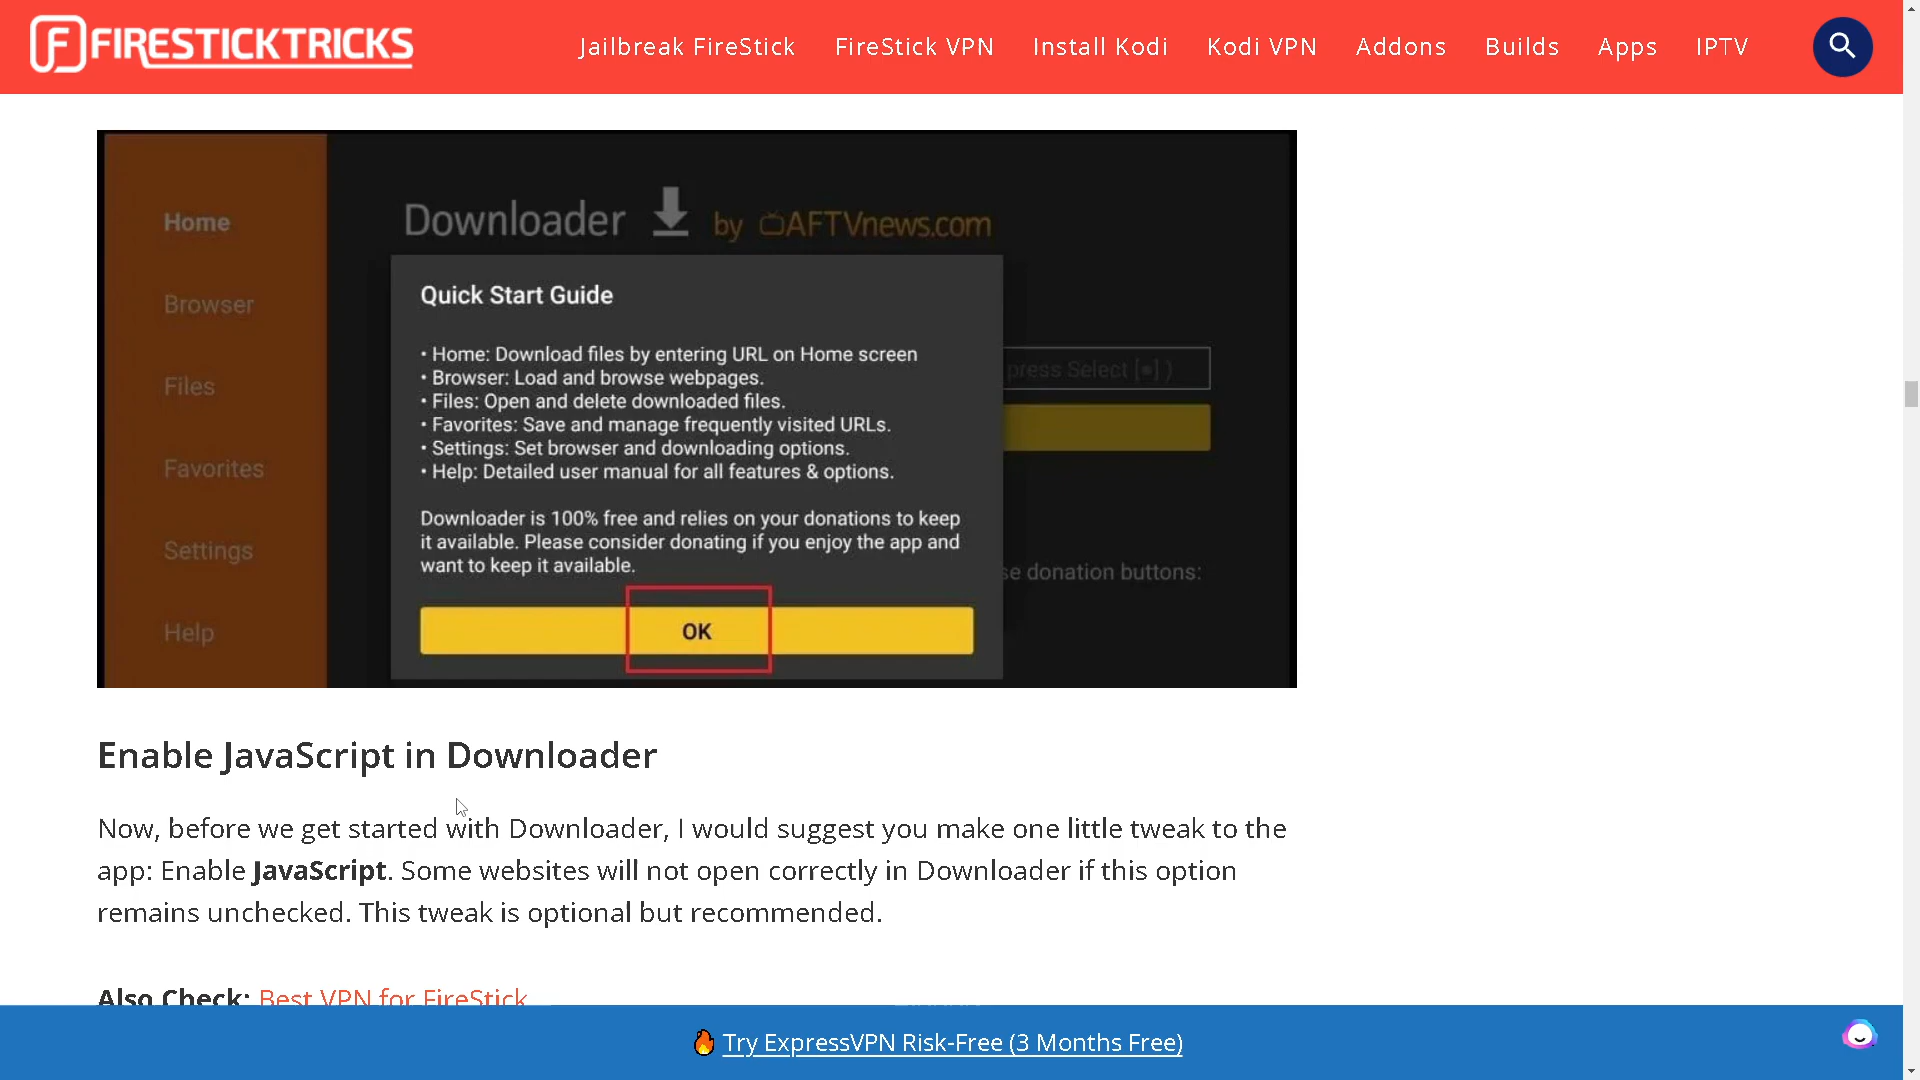 FIRESTICKTRICKS
Jailbreak FireStick FireStick VPN Install Kodi Kodi VPN Addons Builds Apps IPTV
Home
Browser
Files
Favorites
Settings
Help
Downloader by AFTVnews.com
press Select [•] )
se donation buttons:
Quick Start Guide
• Home: Download files by entering URL on Home screen
• Browser: Load and browse webpages.
• Files: Open and delete downloaded files.
• Favorites: Save and manage frequently visited URLs.
• Settings: Set browser and downloading options.
• Help: Detailed user manual for all features & options.
Downloader is 100% free and relies on your donations to keep
it available. Please consider donating if you enjoy the app and
want to keep it available.
OK
Enable JavaScript in Downloader
Now, before we get started with Downloader, I would suggest you make one little tweak to the
app: Enable JavaScript. Some websites will not open correctly in Downloader if this option
remains unchecked. This tweak is optional but recommended.
Also Check: Best VPN for FireStick
Try ExpressVPN Risk-Free (3 Months Free)